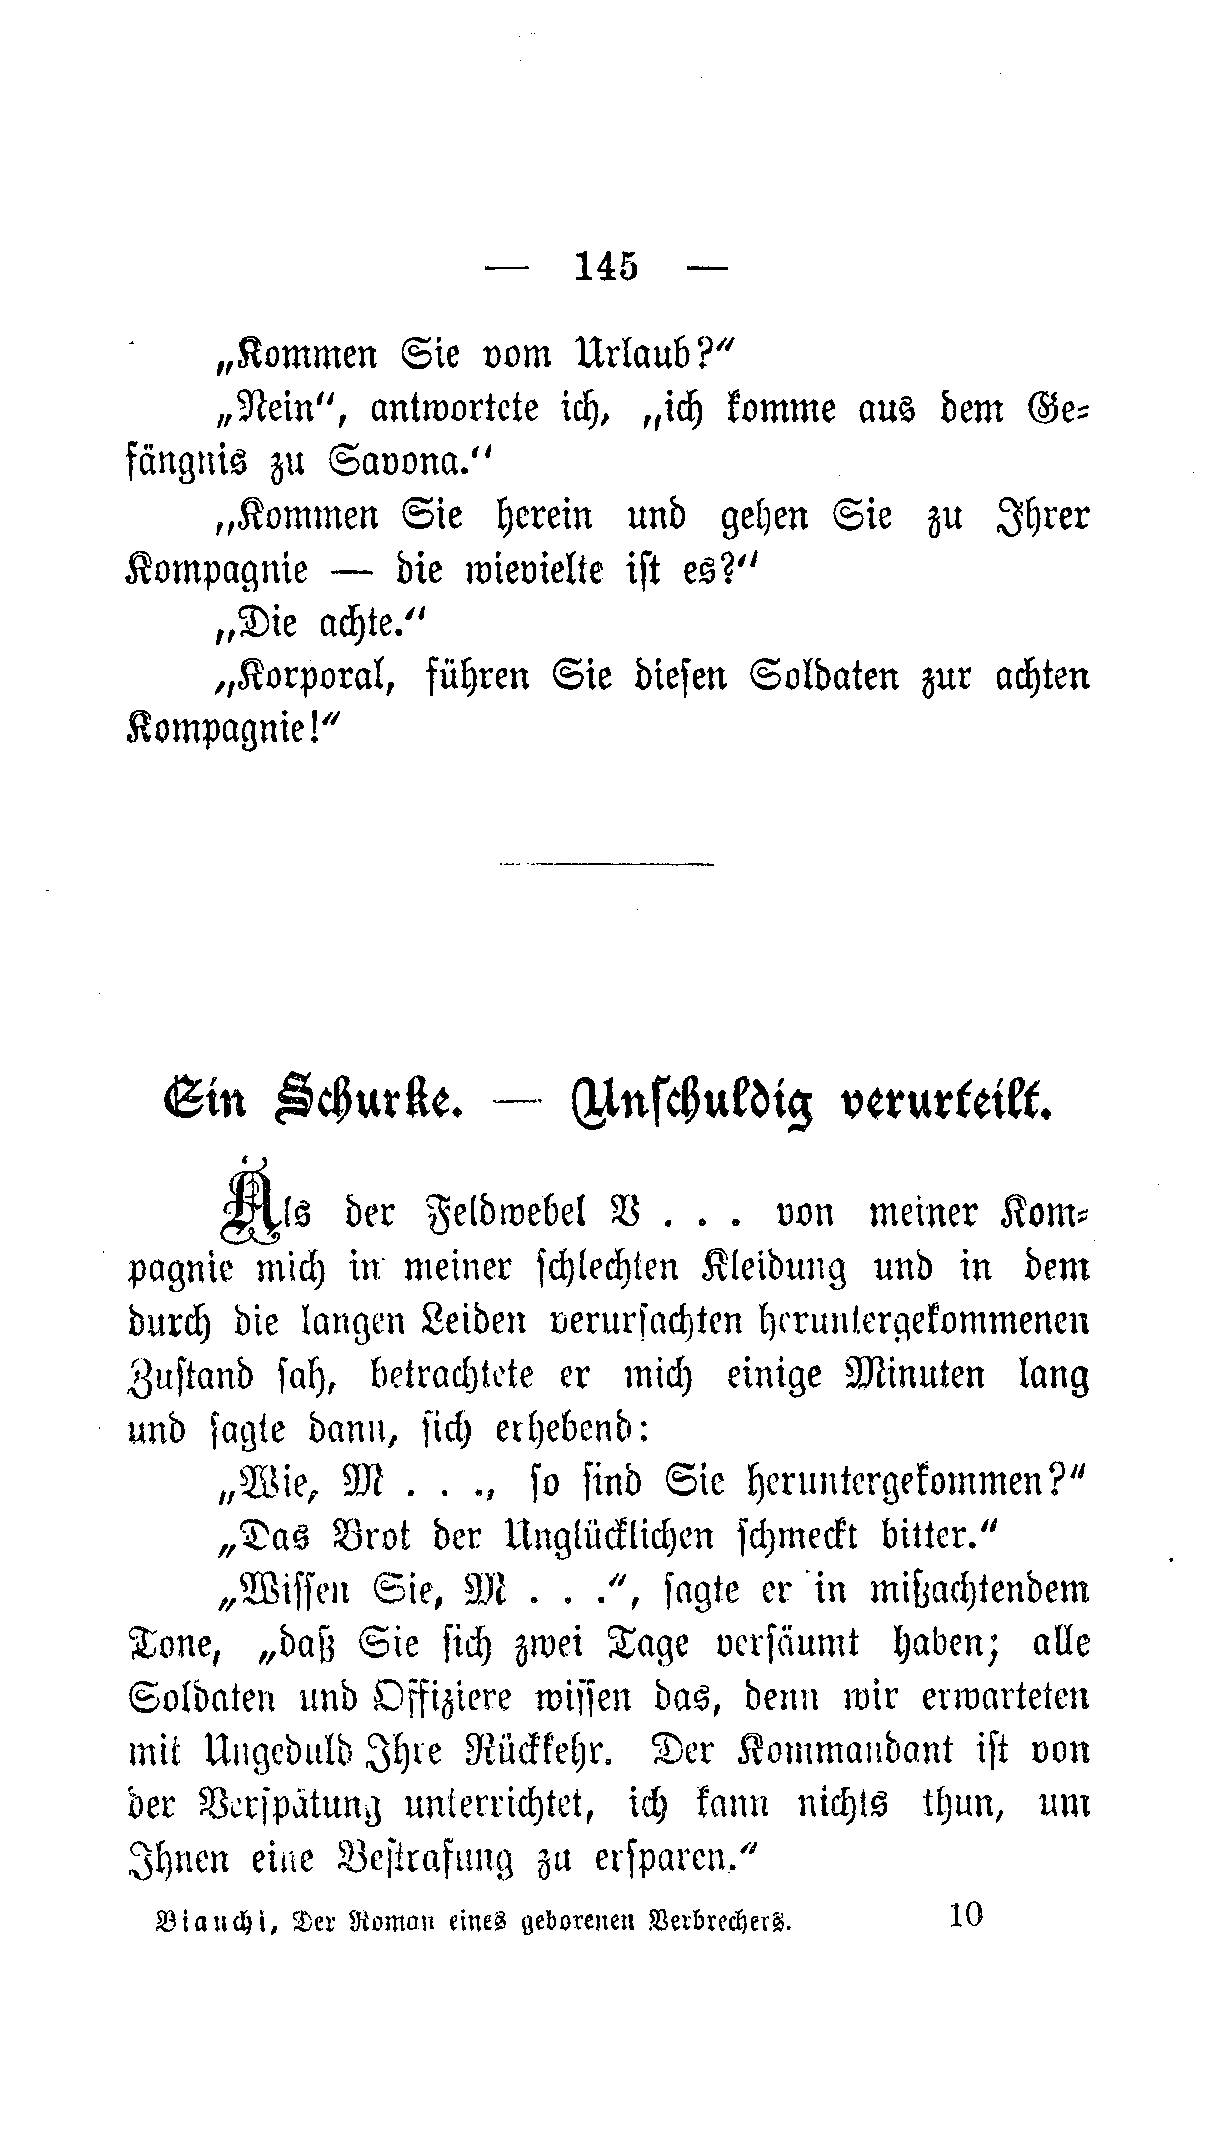 — 145 —
„Kommen Sie vom Urlaub?“
„Nein“, antwortete ich, „ich komme aus dem Ge-
fängnis zu Savona.“
„Kommen Sie herein und gehen Sie zu Ihrer
Kompagnie — die wievielte ist es?“
„Die achte.“
„Korporal, führen Sie diesen Soldaten zur achten
Kompagnie!“
Ein Schurke. — Unschuldig verurteilt.
Als der Feldwebel V . . . von meiner Kom-
pagnie mich in meiner schlechten Kleidung und in dem
durch die langen Leiden verursachten heruntergekommenen
Zustand sah, betrachtete er mich einige Minuten lang
und sagte dann, sich erhebend:
„Wie, M . . ., so sind Sie heruntergekommen?“
„Das Brot der Unglücklichen schmeckt bitter.“
„Wissen Sie, M . . .“, sagte er in mißachtendem
Tone, „daß Sie sich zwei Tage versäumt haben; alle
Soldaten und Offiziere wissen das, denn wir erwarteten
mit Ungeduld Ihre Rückkehr. Der Kommandant ist von
der Verspätung unterrichtet, ich kann nichts thun, um
Ihnen eine Bestrafung zu ersparen.“
Bianchi, Der Roman eines geborenen Verbrechers. 10